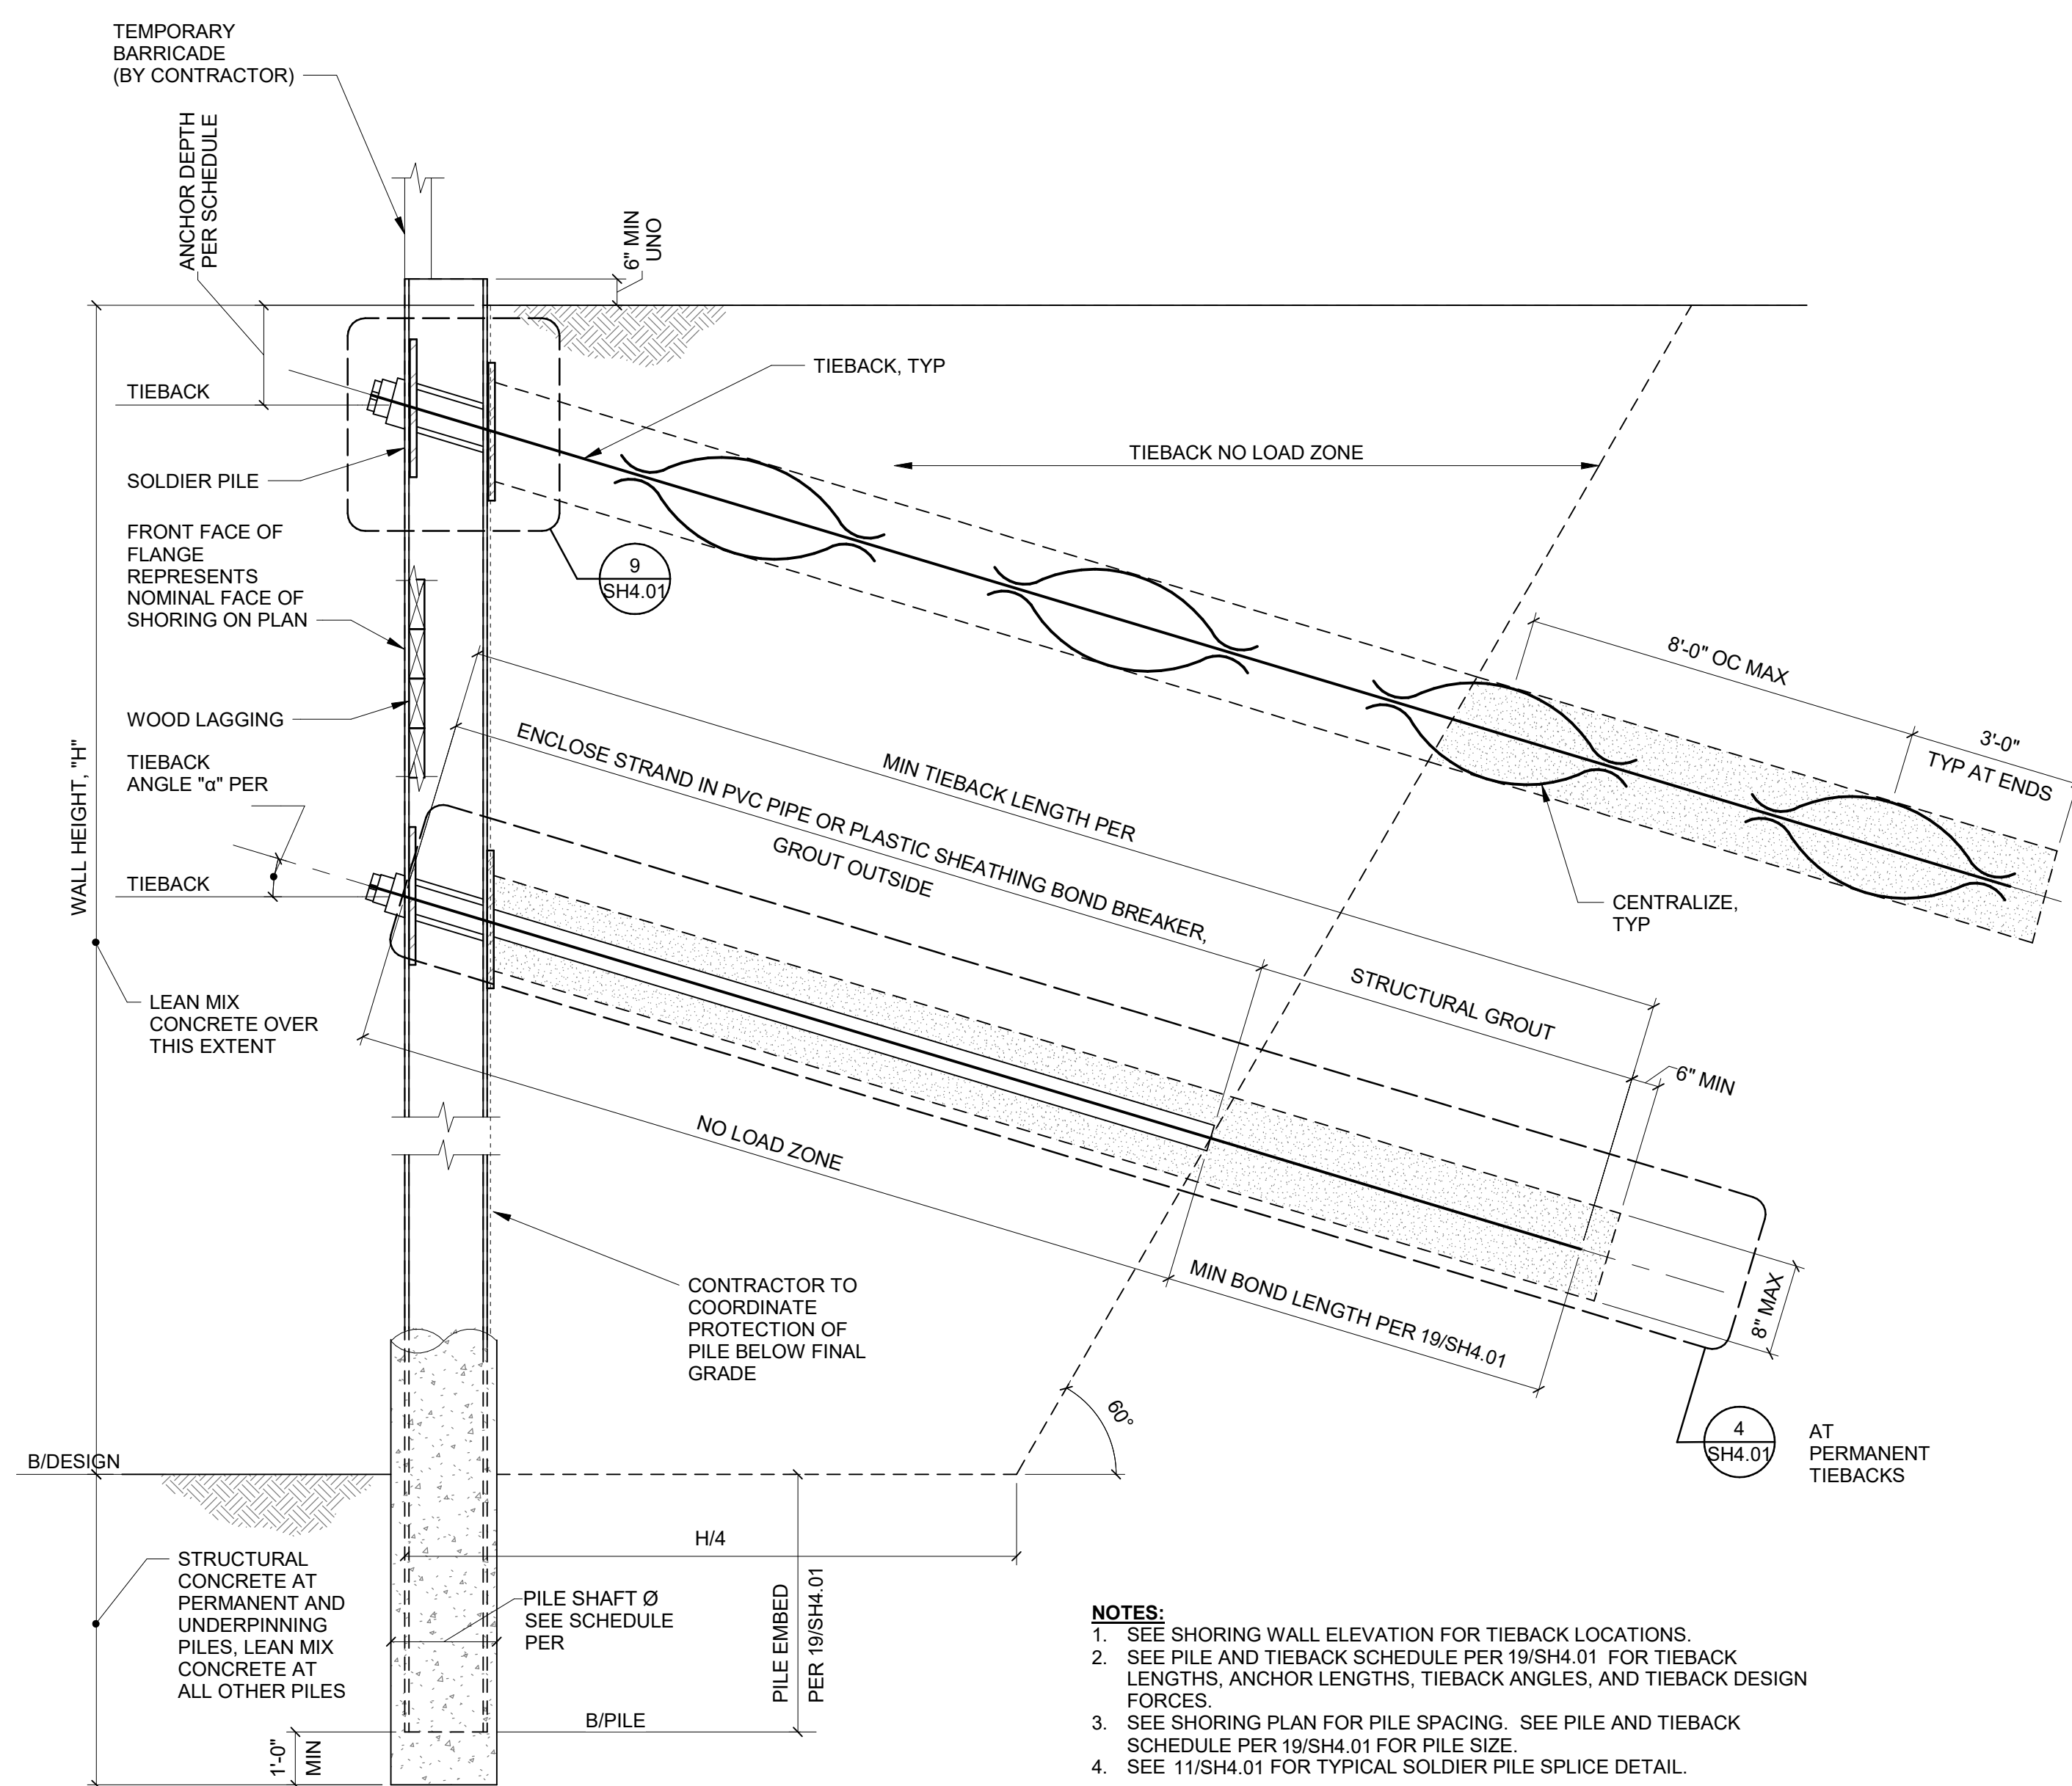 TEMPORARY
BARRICADE
(BY CONTRACTOR)
ANCHOR DEPTH
PER SCHEDULE
6" MIN
UNO
TIEBACK
TIEBACK, TYP
TIEBACK NO LOAD ZONE
SOLDIER PILE
FRONT FACE OF
FLANGE
REPRESENTS
NOMINAL FACE OF
SHORING ON PLAN
9
SH4.01
8'-0" OC MAX
3'-0"
TYP AT ENDS
WOOD LAGGING
TIEBACK
ANGLE "α" PER
ENCLOSE STRAND IN PVC PIPE OR PLASTIC SHEATHING BOND BREAKER,
GROUT OUTSIDE
MIN TIEBACK LENGTH PER
WALL HEIGHT, "H"
TIEBACK
CENTRALIZE,
TYP
STRUCTURAL GROUT
6" MIN
LEAN MIX
CONCRETE OVER
THIS EXTENT
NO LOAD ZONE
MIN BOND LENGTH PER 19/SH4.01
8" MAX
CONTRACTOR TO
COORDINATE
PROTECTION OF
PILE BELOW FINAL
GRADE
60°
4
SH4.01
AT
PERMANENT
TIEBACKS
B/DESIGN
H/4
STRUCTURAL
CONCRETE AT
PERMANENT AND
UNDERPINNING
PILES, LEAN MIX
CONCRETE AT
ALL OTHER PILES
PILE SHAFT Ø
SEE SCHEDULE
PER
PILE EMBED
PER 19/SH4.01
B/PILE
1'-0"
MIN
NOTES:
1. SEE SHORING WALL ELEVATION FOR TIEBACK LOCATIONS.
2. SEE PILE AND TIEBACK SCHEDULE PER 19/SH4.01 FOR TIEBACK
LENGTHS, ANCHOR LENGTHS, TIEBACK ANGLES, AND TIEBACK DESIGN
FORCES.
3. SEE SHORING PLAN FOR PILE SPACING. SEE PILE AND TIEBACK
SCHEDULE PER 19/SH4.01 FOR PILE SIZE.
4. SEE 11/SH4.01 FOR TYPICAL SOLDIER PILE SPLICE DETAIL.